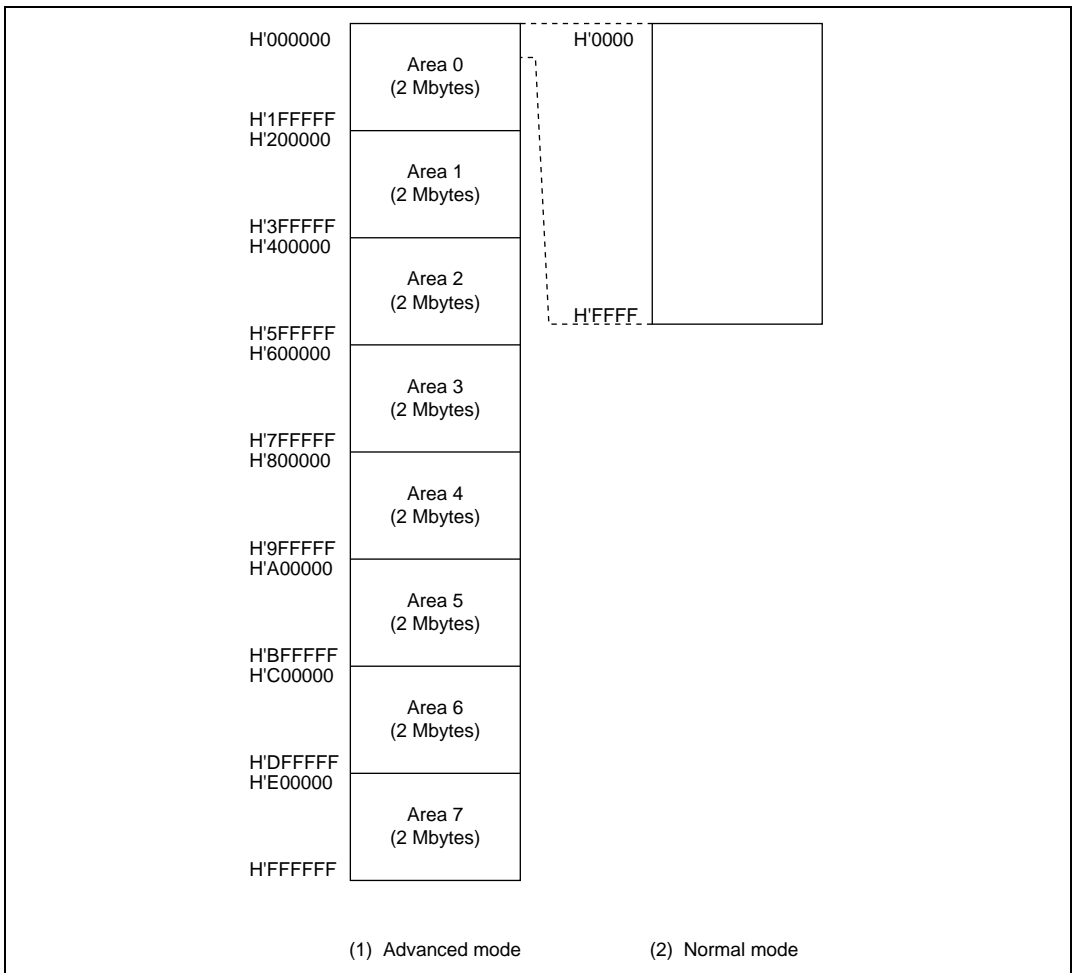 H'000000
H'0000
Area 0
(2 Mbytes)
H'1FFFFF
H'200000
Area 1
(2 Mbytes)
H'3FFFFF
H'400000
Area 2
(2 Mbytes)
H'FFFF
H'5FFFFF
H'600000
Area 3
(2 Mbytes)
H'7FFFFF
H'800000
Area 4
(2 Mbytes)
H'9FFFFF
H'A00000
Area 5
(2 Mbytes)
H'BFFFFF
H'C00000
Area 6
(2 Mbytes)
H'DFFFFF
H'E00000
Area 7
(2 Mbytes)
H'FFFFFF
(1) Advanced mode
(2) Normal mode